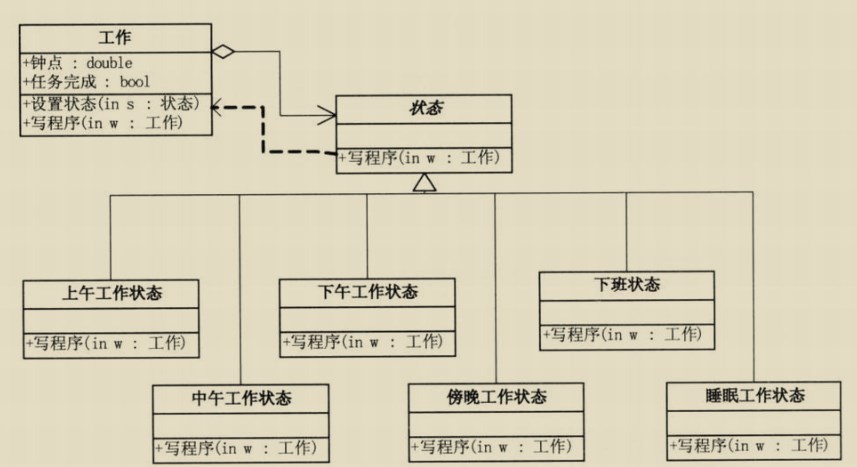 工作
+钟点 : double
+任务完成 : bool
+设置状态(in s : 状态)
+写程序(in w : 工作)
状态
+写程序(in w : 工作)
上午工作状态
+写程序(in w : 工作)
下午工作状态
+写程序(in w : 工作)
下班状态
+写程序(in w : 工作)
中午工作状态
+写程序(in w : 工作)
傍晚工作状态
+写程序(in w : 工作)
睡眠工作状态
+写程序(in w : 工作)